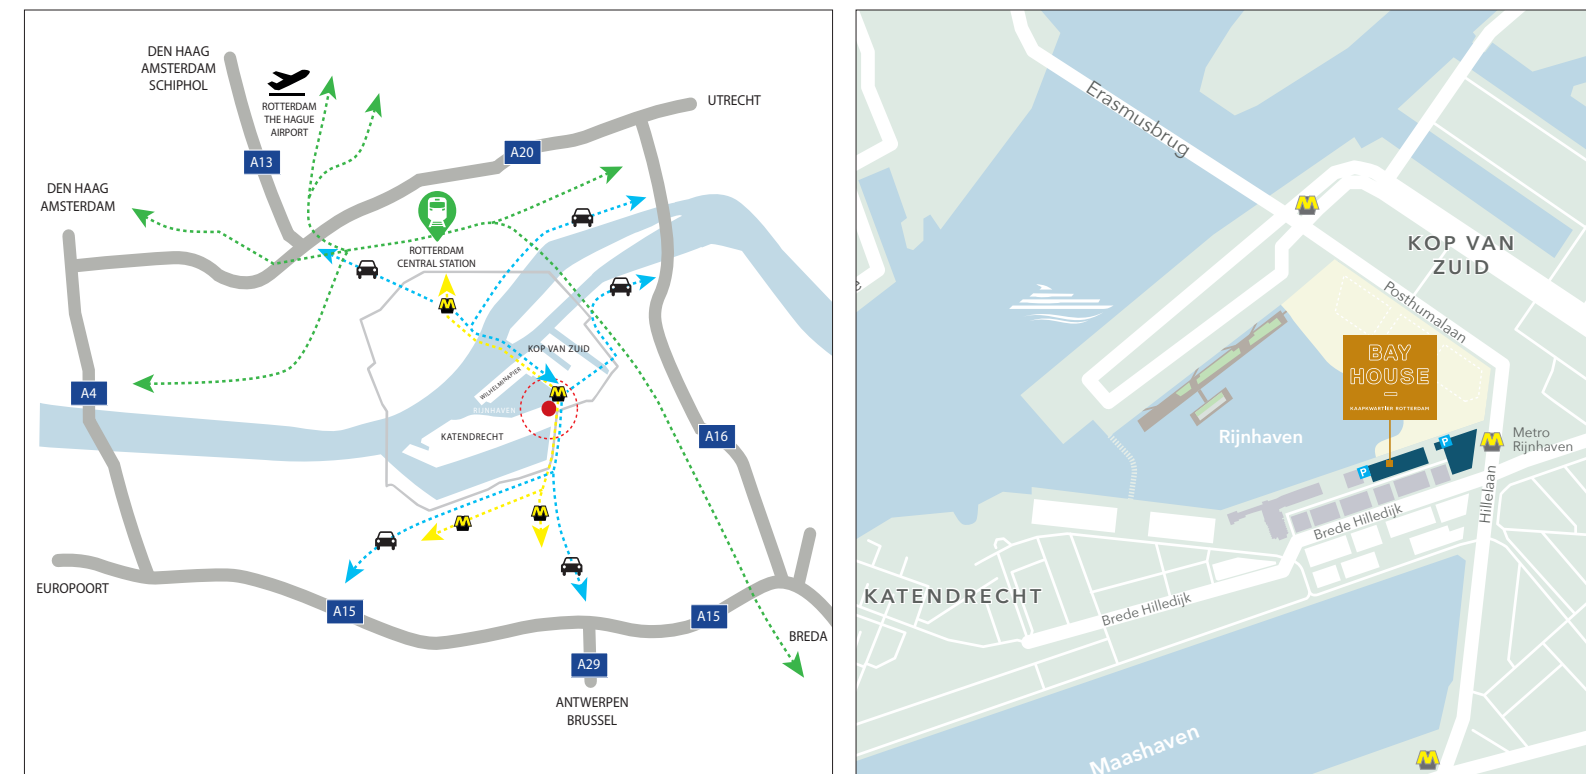 DEN HAAG
AMSTERDAM
SCHIPHOL
ROTTERDAM
THE HAGUE
AIRPORT
A13
A20
UTRECHT
DEN HAAG
AMSTERDAM
ROTTERDAM
CENTRAL STATION
M
KOP VAN ZUID
WILHELMINAPIER
M
RIJNHAVEN
KATENDRECHT
A4
A16
M
M
EUROPOORT
A15
A15
BREDA
A29
ANTWERPEN
BRUSSEL
Erasmusbrug
M
KOP VAN
ZUID
Posthumalaan
BAY
HOUSE
KAAPKWARTIER ROTTERDAM
Rijnhaven
P
P
M
Metro
Rijnhaven
Hillelaan
Brede Hilledijk
KATENDRECHT
Brede Hilledijk
Maashaven
M